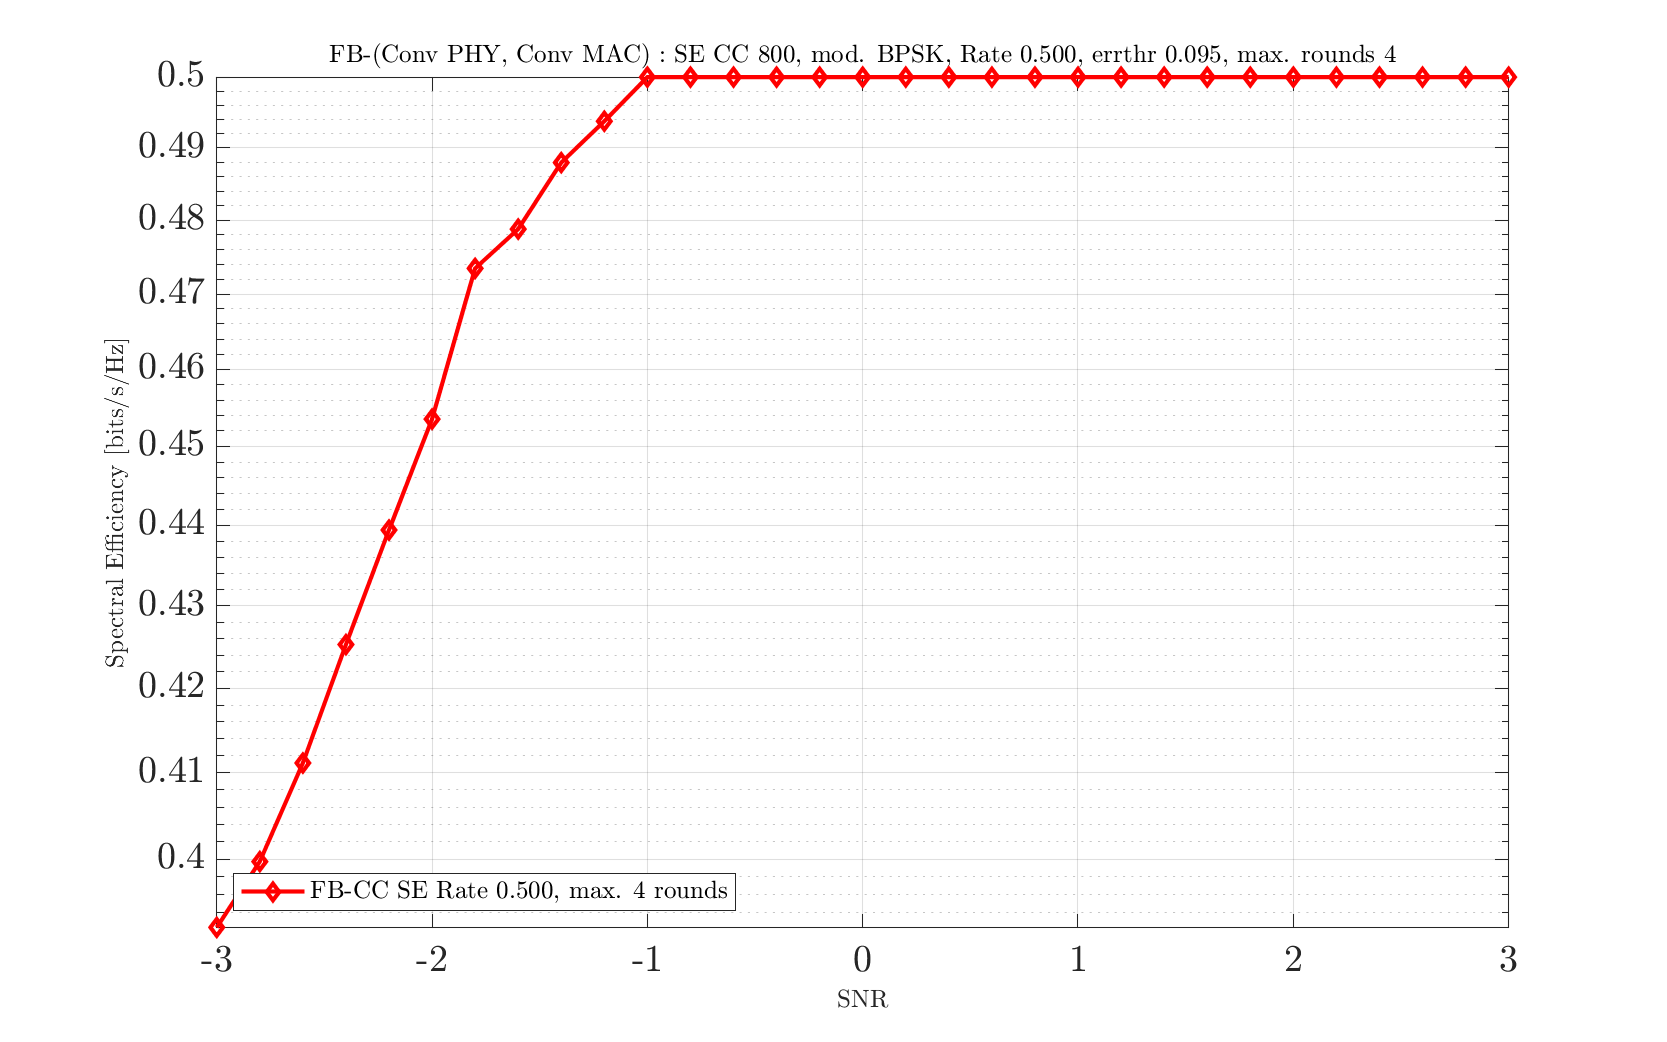 FB-(Conv PHY, Conv MAC) : SE CC 800, mod. BPSK, Rate 0.500, errthr 0.095, max. rounds 4
0.5
0.49
0.48
0.47
0.46
0.45
0.44
0.43
0.42
0.41
0.4
Spectral Efficiency [bits/s/Hz]
FB-CC SE Rate 0.500, max. 4 rounds
-3 -2 -1 0 1 2 3
SNR